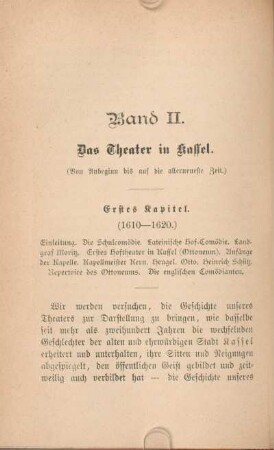 Band II.
Das Theater in Kassel.
(Von Anbeginn bis auf die allerneueste Zeit.)
Erstes Kapitel.
(1610—1620.)
Einleitung. Die Schulcomödie. Lateinische Hof-Comödie. Land-
graf Moritz. Erstes Hoftheater in Kassel (Ottoneum). Anfänge
der Kapelle. Kapellmeister Kern. Heugel. Otto. Heinrich Schütz.
Repertoire des Ottoneums. Die englischen Comödianten.
Wir werden versuchen, die Geschichte unseres
Theaters zur Darstellung zu bringen, wie dasselbe
seit mehr als zweihundert Jahren die wechselnden
Geschlechter der alten und ehrwürdigen Stadt Kassel
erheitert und unterhalten, ihre Sitten und Neigungen
abgespiegelt, den öffentlichen Geist gebildet und zeit-
weilig auch verbildet hat — die Geschichte unseres